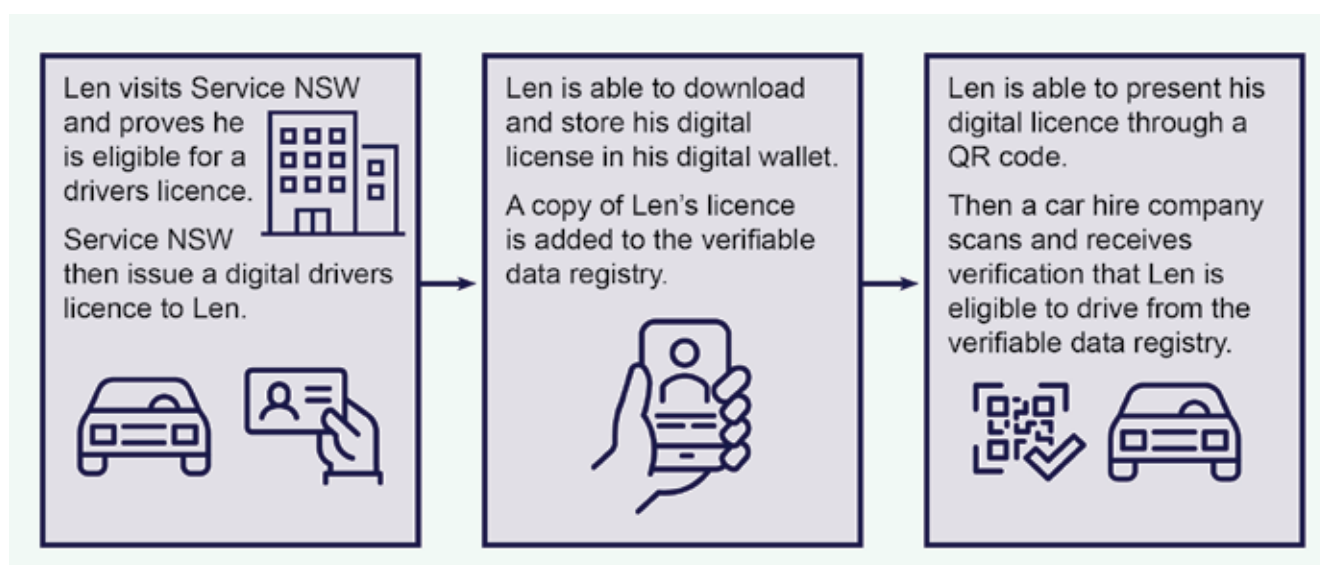 Len visits Service NSW
and proves he
is eligible for a
drivers licence.
Service NSW
then issue a digital drivers
licence to Len.
Len is able to download
and store his digital
license in his digital wallet.
A copy of Len's licence
is added to the verifiable
data registry.
Len is able to present his
digital licence through a
QR code.
Then a car hire company
scans and receives
verification that Len is
eligible to drive from the
verifiable data registry.